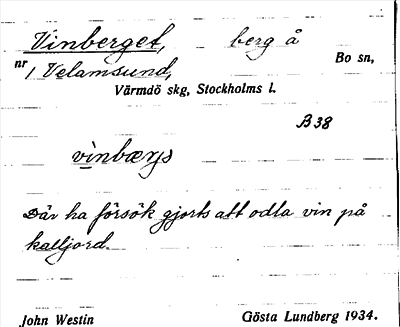 Vinberget, berg å Bo sn,
nr 1 Velamsund,
Värmdö skg, Stockholms l.
B 38
vinbærjs
Där ha försök gjorts att odla vin på
kalljord.
John Westin Gösta Lundberg 1934.